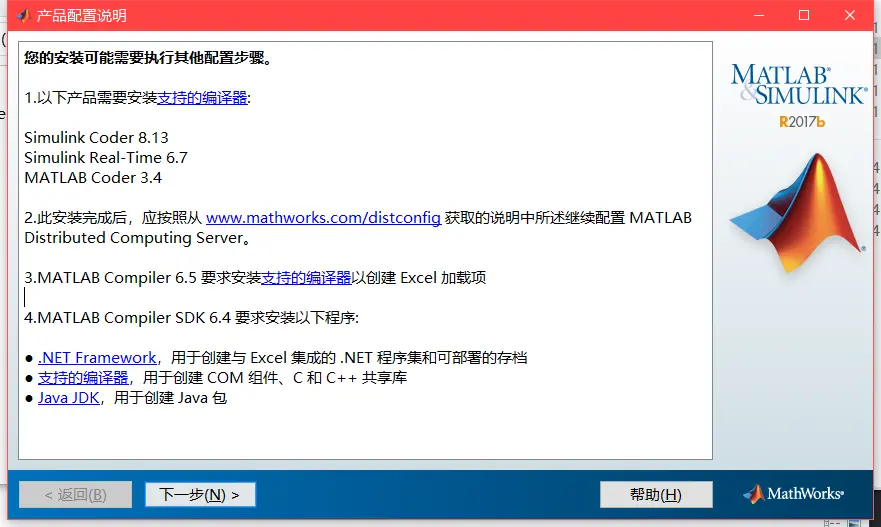 产品配置说明
您的安装可能需要执行其他配置步骤。
1.以下产品需要安装支持的编译器:
Simulink Coder 8.13
Simulink Real-Time 6.7
MATLAB Coder 3.4
2.此安装完成后，应按照从 www.mathworks.com/distconfig 获取的说明中所述继续配置 MATLAB
Distributed Computing Server。
3.MATLAB Compiler 6.5 要求安装支持的编译器以创建 Excel 加载项
4.MATLAB Compiler SDK 6.4 要求安装以下程序:
● .NET Framework，用于创建与 Excel 集成的 .NET 程序集和可部署的存档
● 支持的编译器，用于创建 COM 组件、C 和 C++ 共享库
● Java JDK，用于创建 Java 包
MATLAB®
&SIMULINK®
R2017b
< 返回(B)
下一步(N) >
帮助(H)
MathWorks®